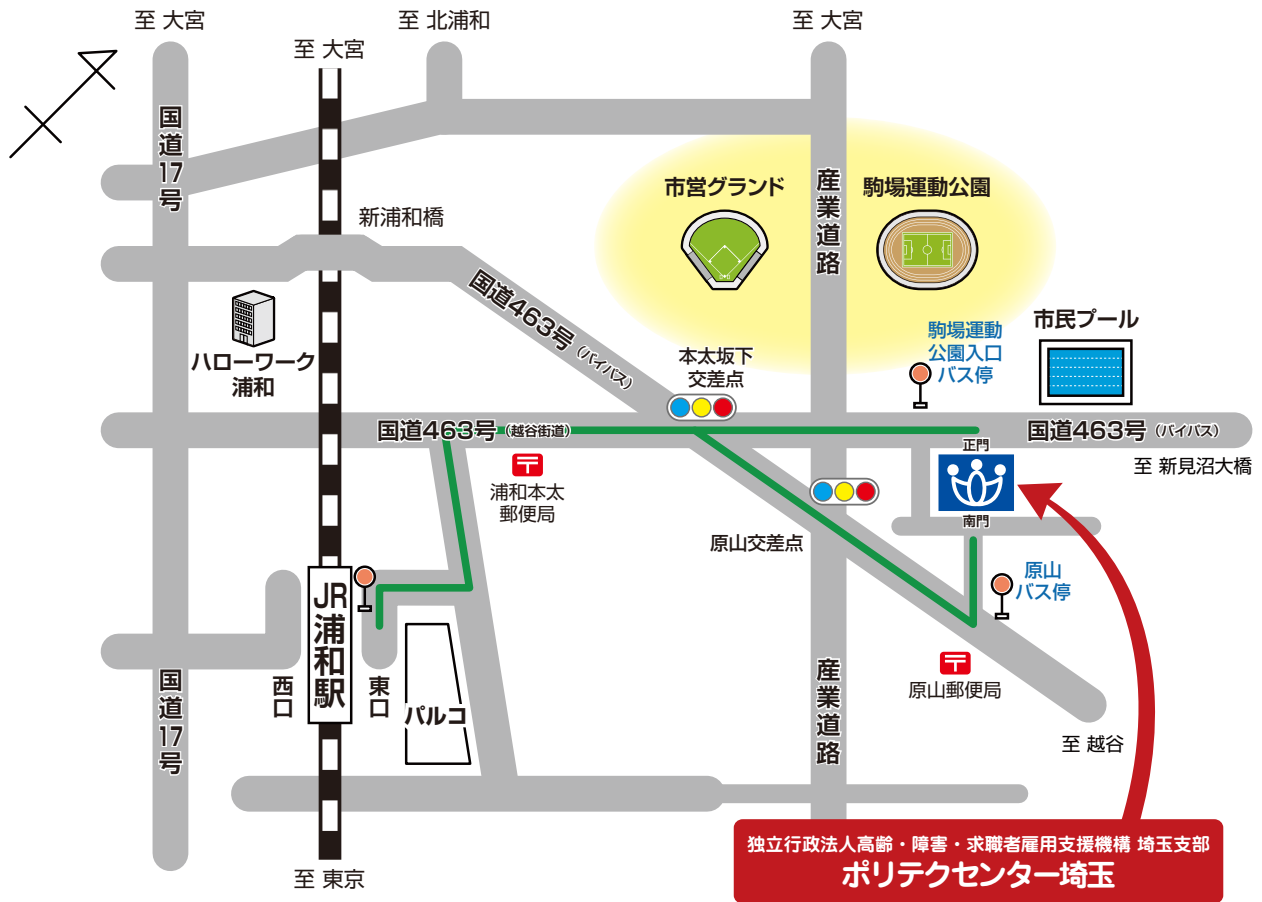 至 大宮
至 北浦和
至 大宮
至 大宮
国道17号
新浦和橋
市営グランド
産業道路
駒場運動公園
国道463号(バイパス)
ハローワーク
浦和
本太坂下
交差点
駒場運動
公園入口
バス停
市民プール
国道463号(越谷街道)
国道463号(バイパス)
正門
至 新見沼大橋
浦和本太
郵便局
南門
原山交差点
原山
バス停
JR浦和駅
西口
東口
パルコ
国道17号
産業道路
原山郵便局
至 越谷
至 東京
独立行政法人高齢・障害・求職者雇用支援機構 埼玉支部
ポリテクセンター埼玉